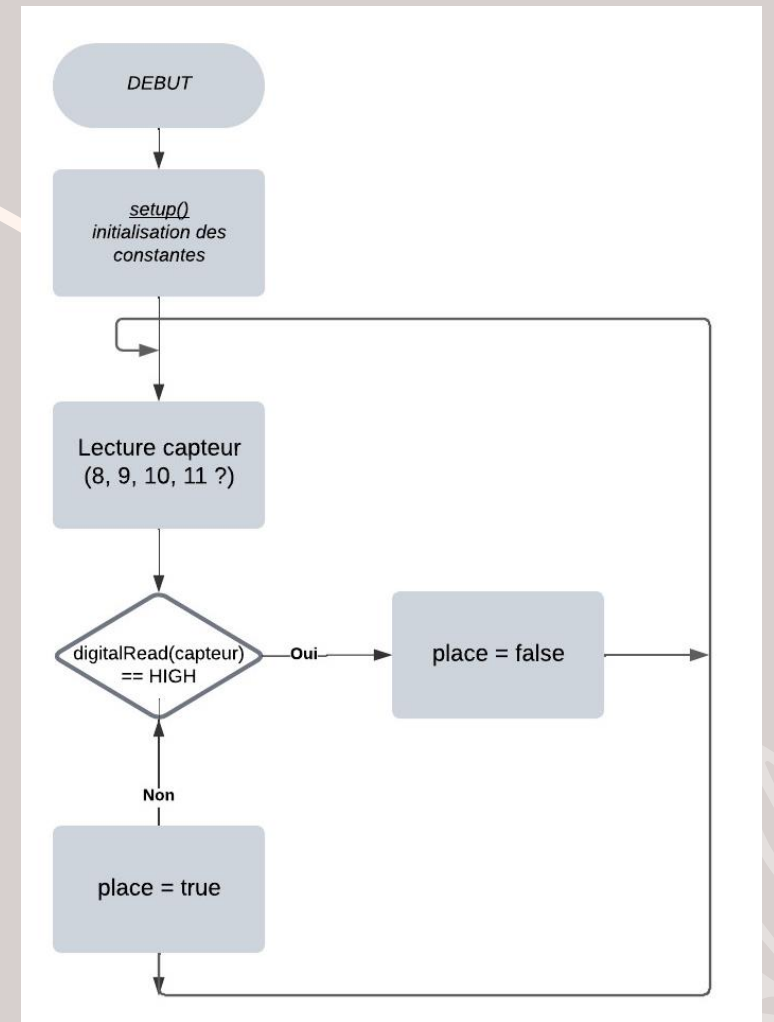 DEBUT
setup()
initialisation des
constantes
Lecture capteur
(8, 9, 10, 11 ?)
digitalRead(capteur)
== HIGH
Oui
place = false
Non
place = true